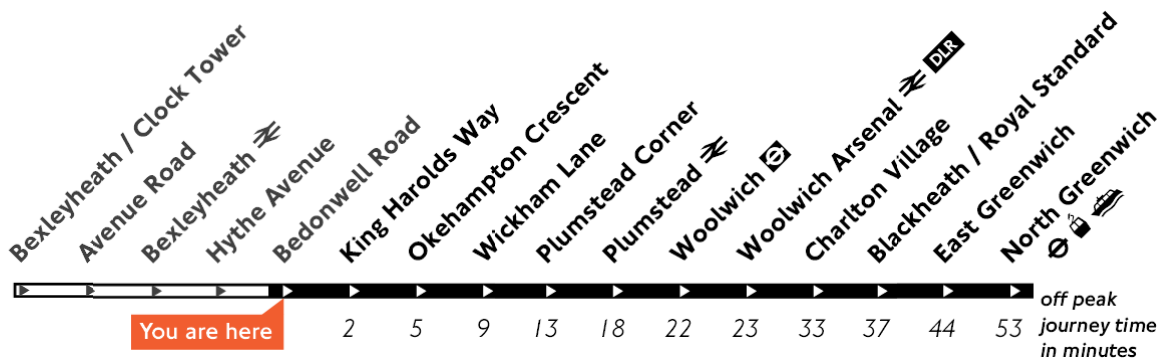 Bexleyheath / Clock Tower
Avenue Road
Bexleyheath
Hythe Avenue
Bedonwell Road
King Harolds Way
Okehampton Crescent
Wickham Lane
Plumstead Corner
Plumstead
Woolwich
Woolwich Arsenal DLR
Charlton Village
Blackheath / Royal Standard
East Greenwich
North Greenwich
You are here
2 5 9 13 18 22 23 33 37 44 53
off peak
journey time
in minutes